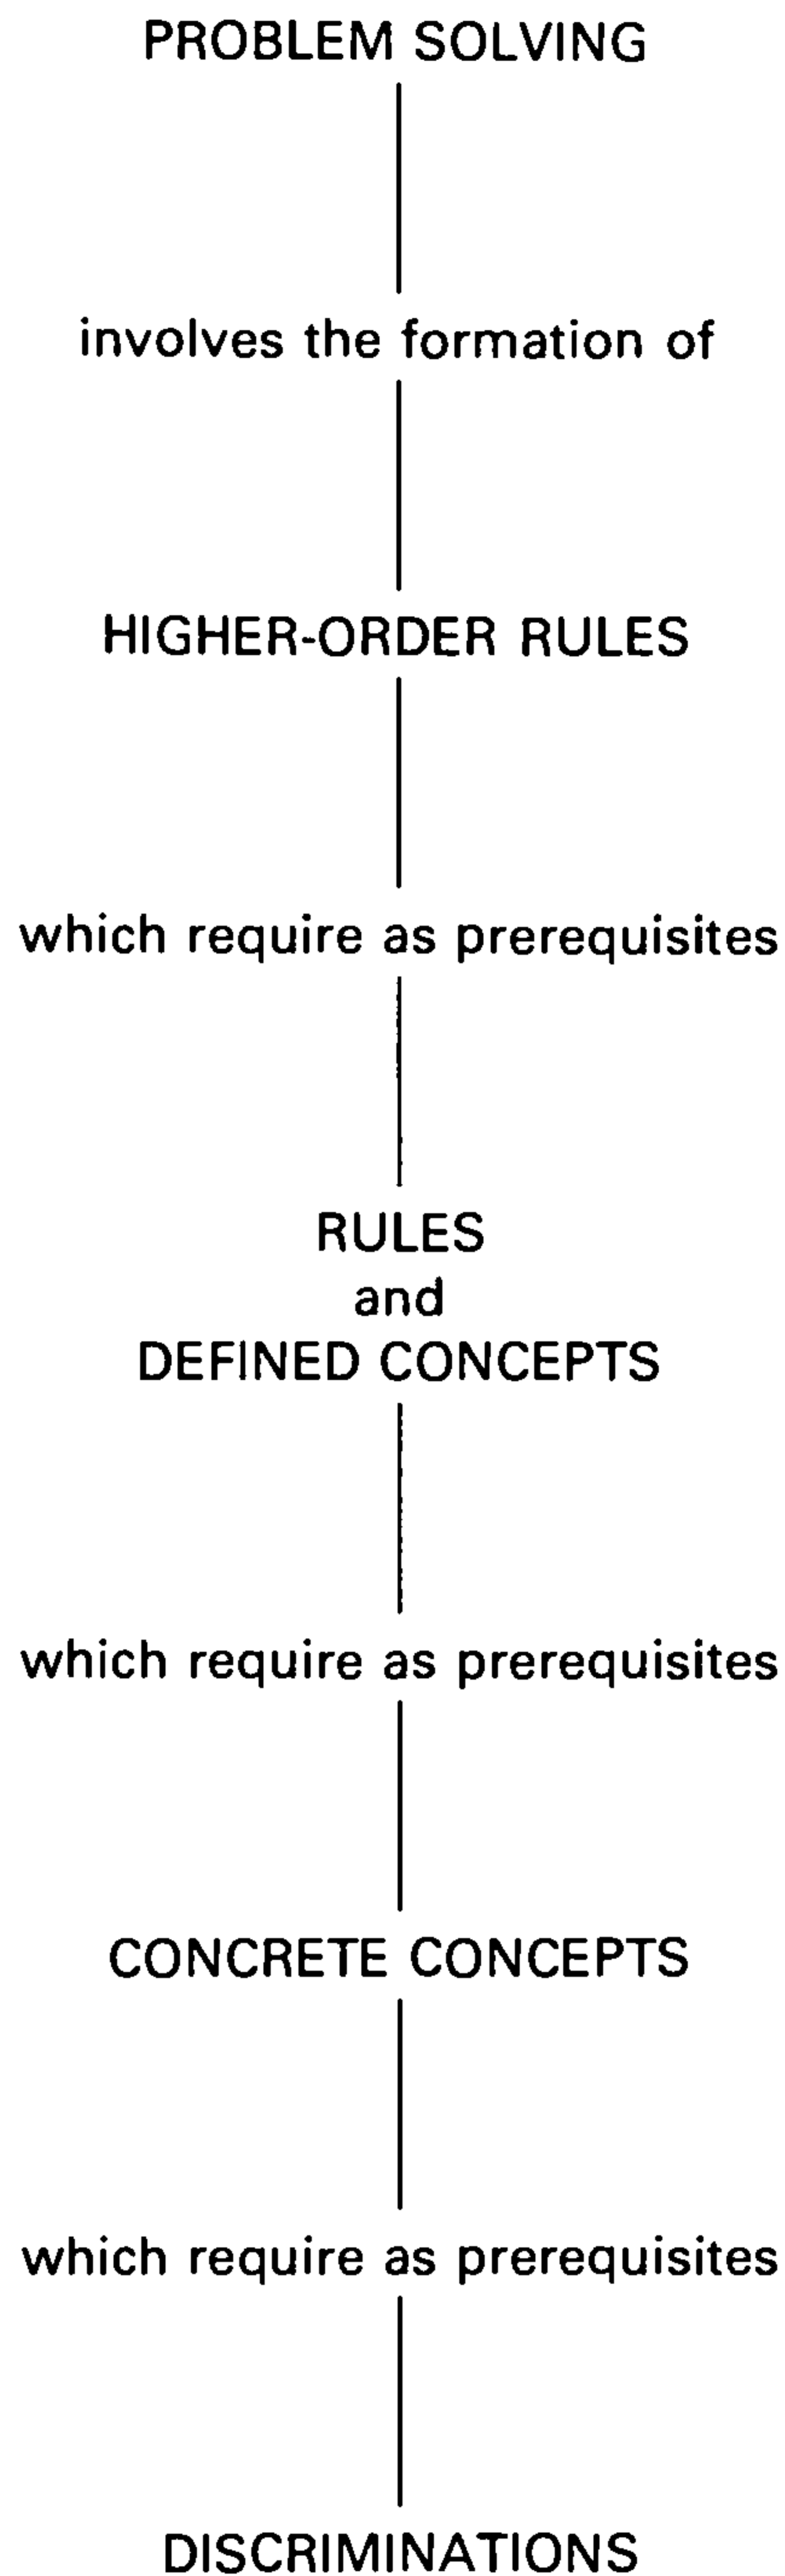 PROBLEM SOLVING
involves the formation of
HIGHER-ORDER RULES
which require as prerequisites
RULES
and
DEFINED CONCEPTS
which require as prerequisites
CONCRETE CONCEPTS
which require as prerequisites
DISCRIMINATIONS